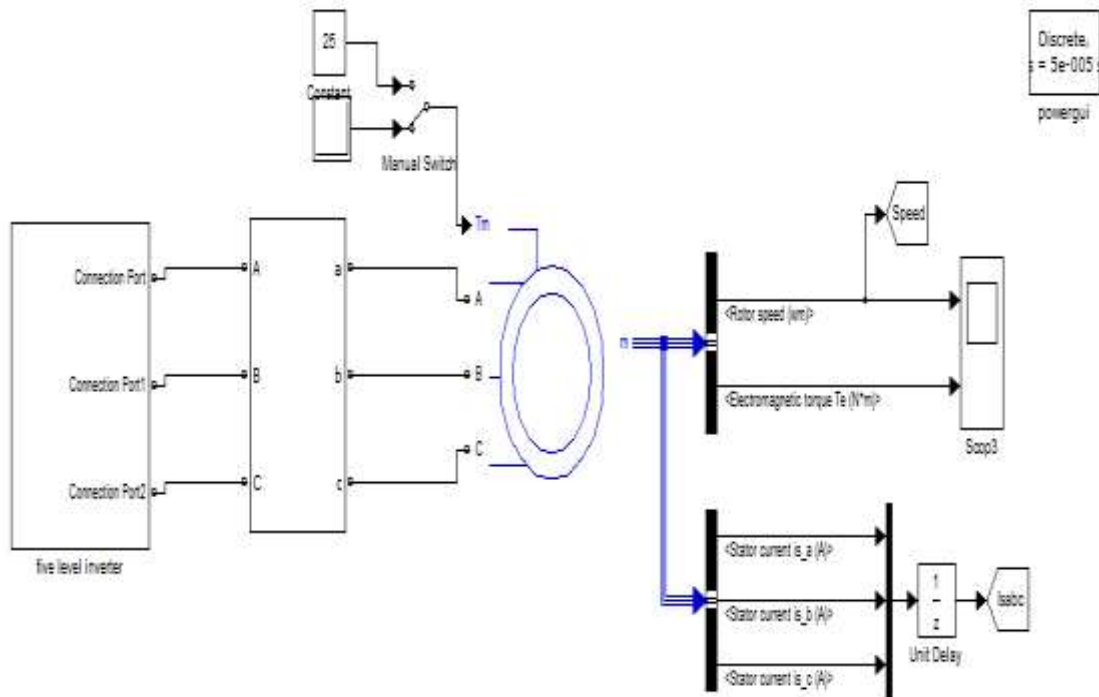 25
Constant
Manual Switch
Discrete,
s = 5e-005 s
powergui
Speed
Tm
Connection Port
A
a
A
<Rotor speed (wm)>
m
Connection Port1
B
b
B
<Electromagnetic torque Te (N*m)>
Scop3
Connection Port2
C
c
C
five level inverter
<Stator current is_a (A)>
<Stator current is_b (A)>
<Stator current is_c (A)>
1
z
Unit Delay
Isabc